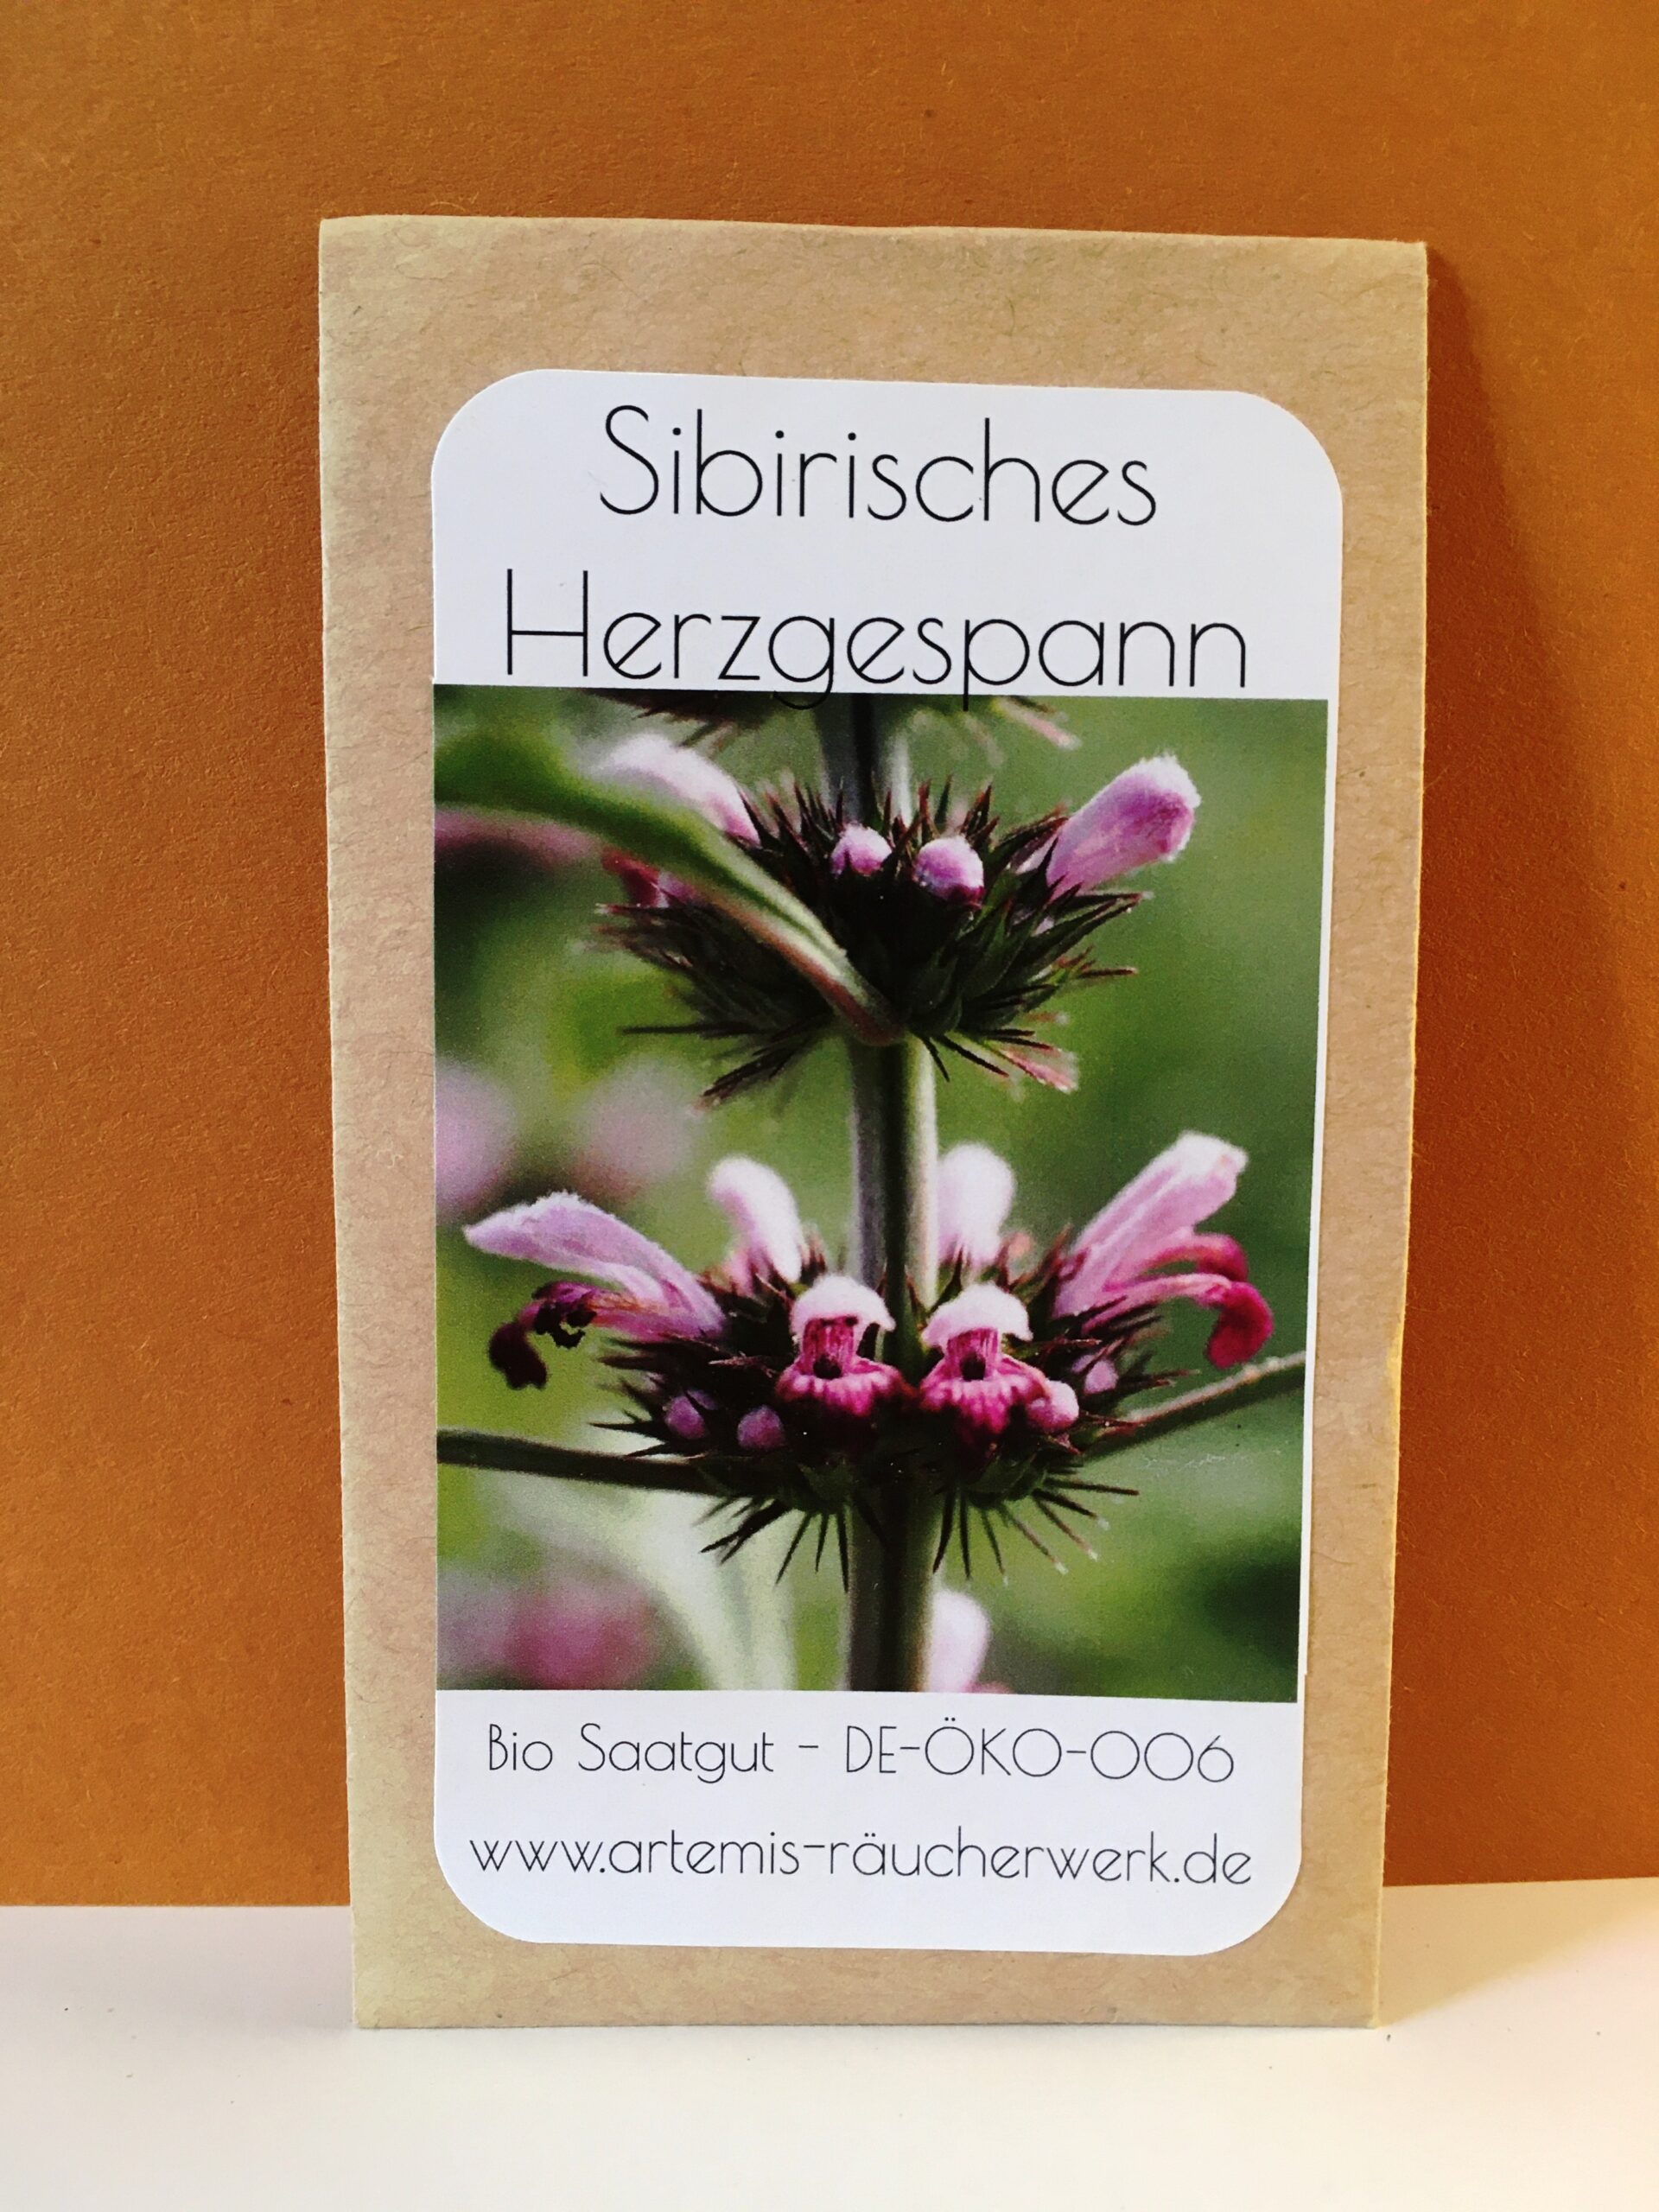 Sibirisches
Herzgespann
Bio Saatgut - DE-ÖKO-006
www.artemis-räucherwerk.de